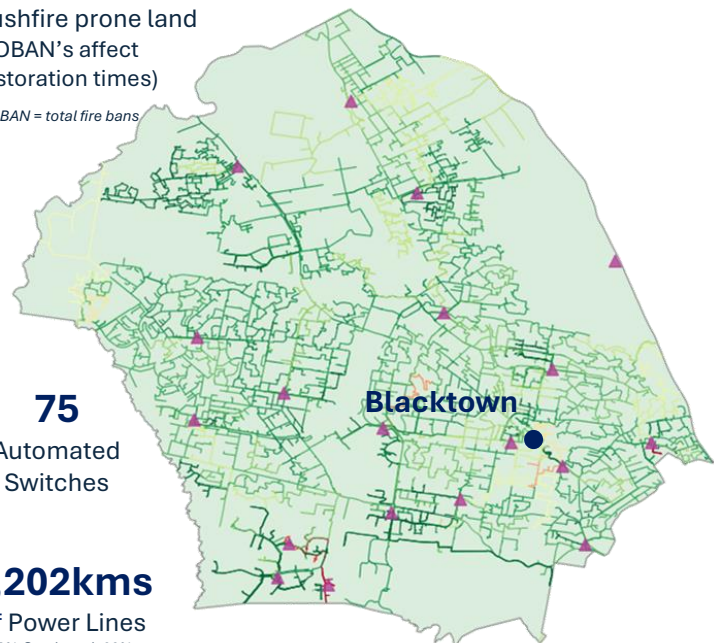 ushfire prone land
OBAN's affect
storation times)
BAN = total fire bans
Blacktown
75
Automated
Switches
202kms
f Power Lines